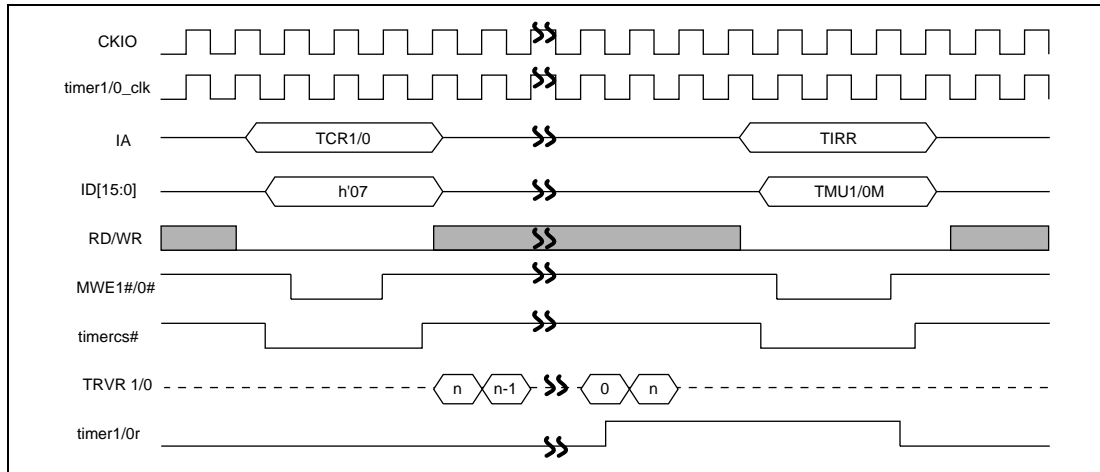 CKIO
timer1/0_clk
IA TCR1/0 TIRR
ID[15:0] h'07 TMU1/0M
RD/WR
MWE1#/0#
timercs#
TRVR 1/0 n n-1 0 n
timer1/0r